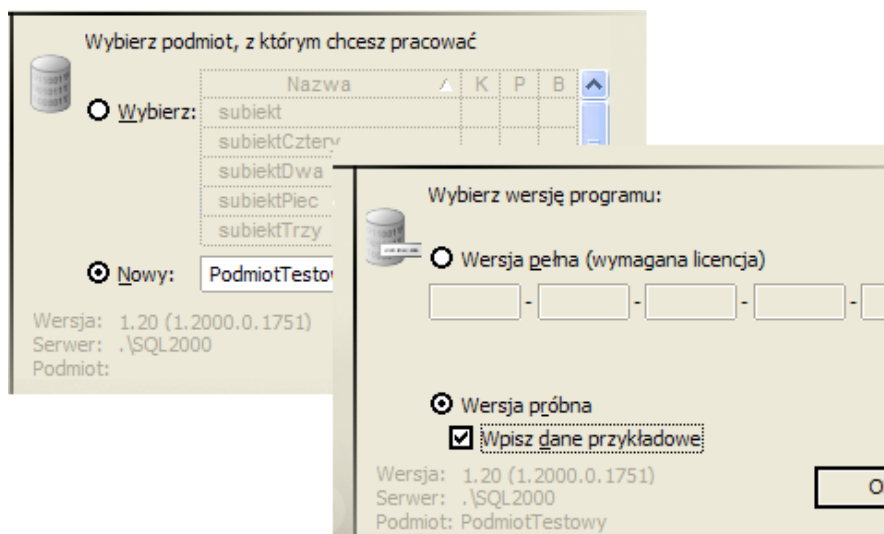 Wybierz podmiot, z którym chcesz pracować
Nazwa K P B
Wybierz: subiekt
subiektCztery
subiektDwa
subiektPiec
subiektTrzy
Nowy: PodmiotTestow
Wersja: 1.20 (1.2000.0.1751)
Serwer: .\SQL2000
Podmiot:
Wybierz wersję programu:
Wersja pełna (wymagana licencja)
- - - -
Wersja próbna
Wpisz dane przykładowe
Wersja: 1.20 (1.2000.0.1751)
Serwer: .\SQL2000
Podmiot: PodmiotTestowy
O